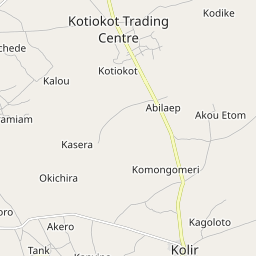 Kodike
Kotiokot Trading
Centre
Kotiokot
Kalou
Abilaep
Akou Etom
Kasera
Komongomeri
Okichira
Kagoloto
Akero
Kolir
Tank